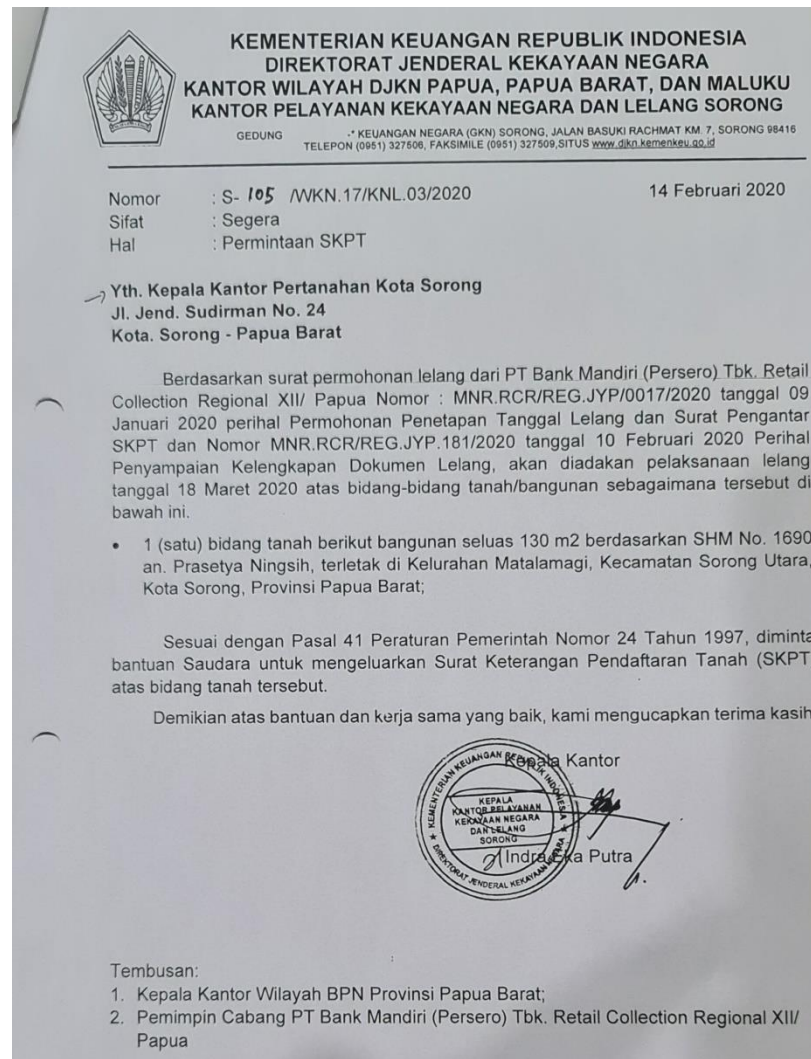 KEMENTERIAN KEUANGAN REPUBLIK INDONESIA
DIREKTORAT JENDERAL KEKAYAAN NEGARA
KANTOR WILAYAH DJKN PAPUA, PAPUA BARAT, DAN MALUKU
KANTOR PELAYANAN KEKAYAAN NEGARA DAN LELANG SORONG
GEDUNG KEUANGAN NEGARA (GKN) SORONG, JALAN BASUKI RACHMAT KM. 7, SORONG 98416
TELEPON (0951) 327506, FAKSIMILE (0951) 327509,SITUS www.djkn.kemenkeu.go.id
Nomor : S- 105 /WKN.17/KNL.03/2020 14 Februari 2020
Sifat : Segera
Hal : Permintaan SKPT
Yth. Kepala Kantor Pertanahan Kota Sorong
Jl. Jend. Sudirman No. 24
Kota. Sorong - Papua Barat
Berdasarkan surat permohonan lelang dari PT Bank Mandiri (Persero) Tbk. Retail
Collection Regional XII/ Papua Nomor : MNR.RCR/REG.JYP/0017/2020 tanggal 09
Januari 2020 perihal Permohonan Penetapan Tanggal Lelang dan Surat Pengantar
SKPT dan Nomor MNR.RCR/REG.JYP.181/2020 tanggal 10 Februari 2020 Perihal
Penyampaian Kelengkapan Dokumen Lelang, akan diadakan pelaksanaan lelang
tanggal 18 Maret 2020 atas bidang-bidang tanah/bangunan sebagaimana tersebut di
bawah ini.
• 1 (satu) bidang tanah berikut bangunan seluas 130 m2 berdasarkan SHM No. 1690
an. Prasetya Ningsih, terletak di Kelurahan Matalamagi, Kecamatan Sorong Utara,
Kota Sorong, Provinsi Papua Barat;
Sesuai dengan Pasal 41 Peraturan Pemerintah Nomor 24 Tahun 1997, diminta
bantuan Saudara untuk mengeluarkan Surat Keterangan Pendaftaran Tanah (SKPT
atas bidang tanah tersebut.
Demikian atas bantuan dan kerja sama yang baik, kami mengucapkan terima kasih
Kepala Kantor
KEMENTERIAN KEUANGAN REPUBLIK INDONESIA
KEPALA
KANTOR PELAYANAN
KEKAYAAN NEGARA
DAN LELANG
SORONG
DIREKTORAT JENDERAL KEKAYAAN NEGARA
Indra Eka Putra
Tembusan:
1. Kepala Kantor Wilayah BPN Provinsi Papua Barat;
2. Pemimpin Cabang PT Bank Mandiri (Persero) Tbk. Retail Collection Regional XII/
Papua